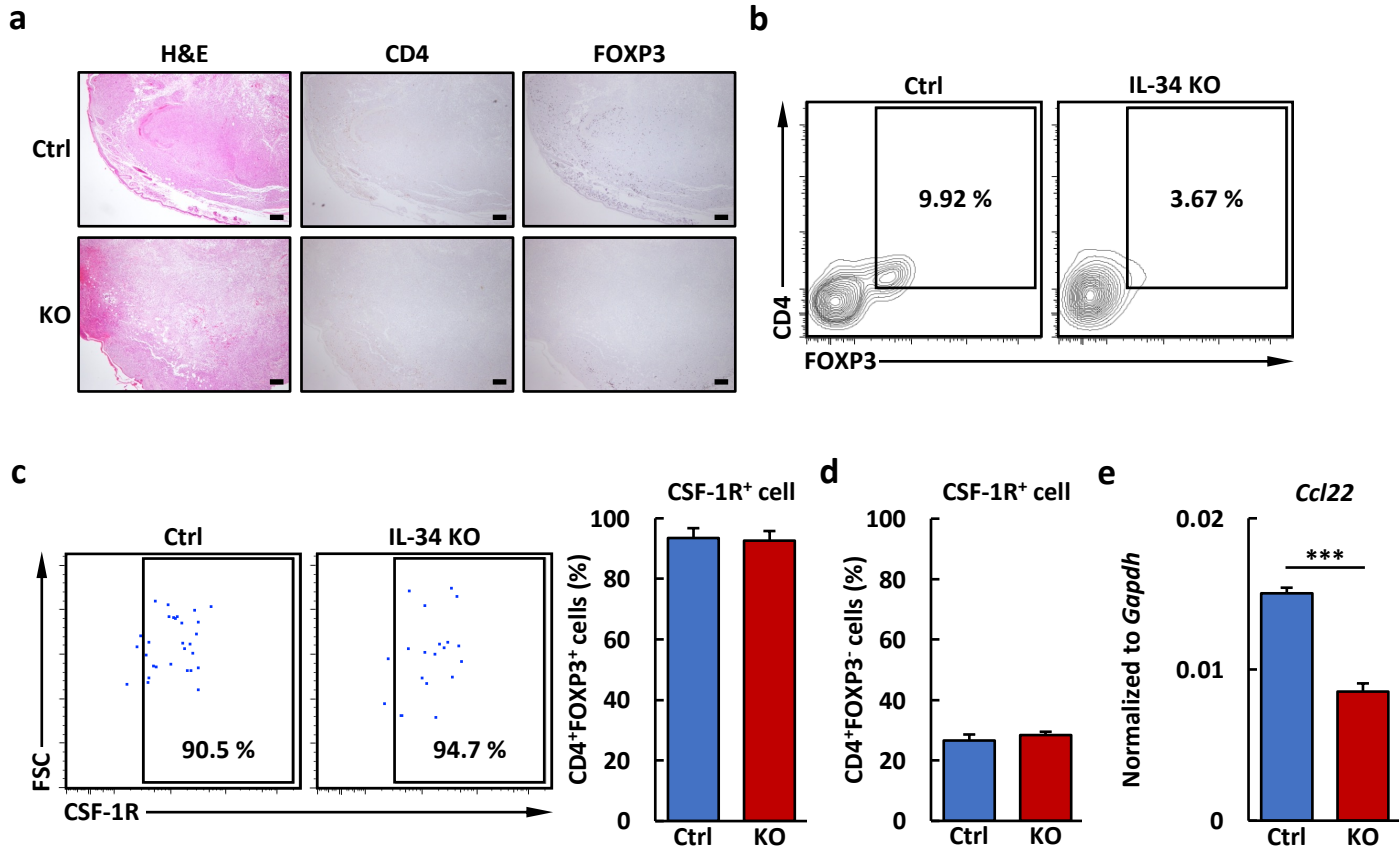 a
H&E CD4 FOXP3
Ctrl
KO
b
Ctrl IL-34 KO
9.92 % 3.67 %
CD4
FOXP3
c
Ctrl IL-34 KO
90.5 % 94.7 %
FSC
CSF-1R
CSF-1R+ cell
CD4+FOXP3+ cells (%)
100
80
60
40
20
0
Ctrl KO
d
CSF-1R+ cell
CD4+FOXP3- cells (%)
100
80
60
40
20
0
Ctrl KO
e
Ccl22
Normalized to Gapdh
0.02
0.01
0
***
Ctrl KO